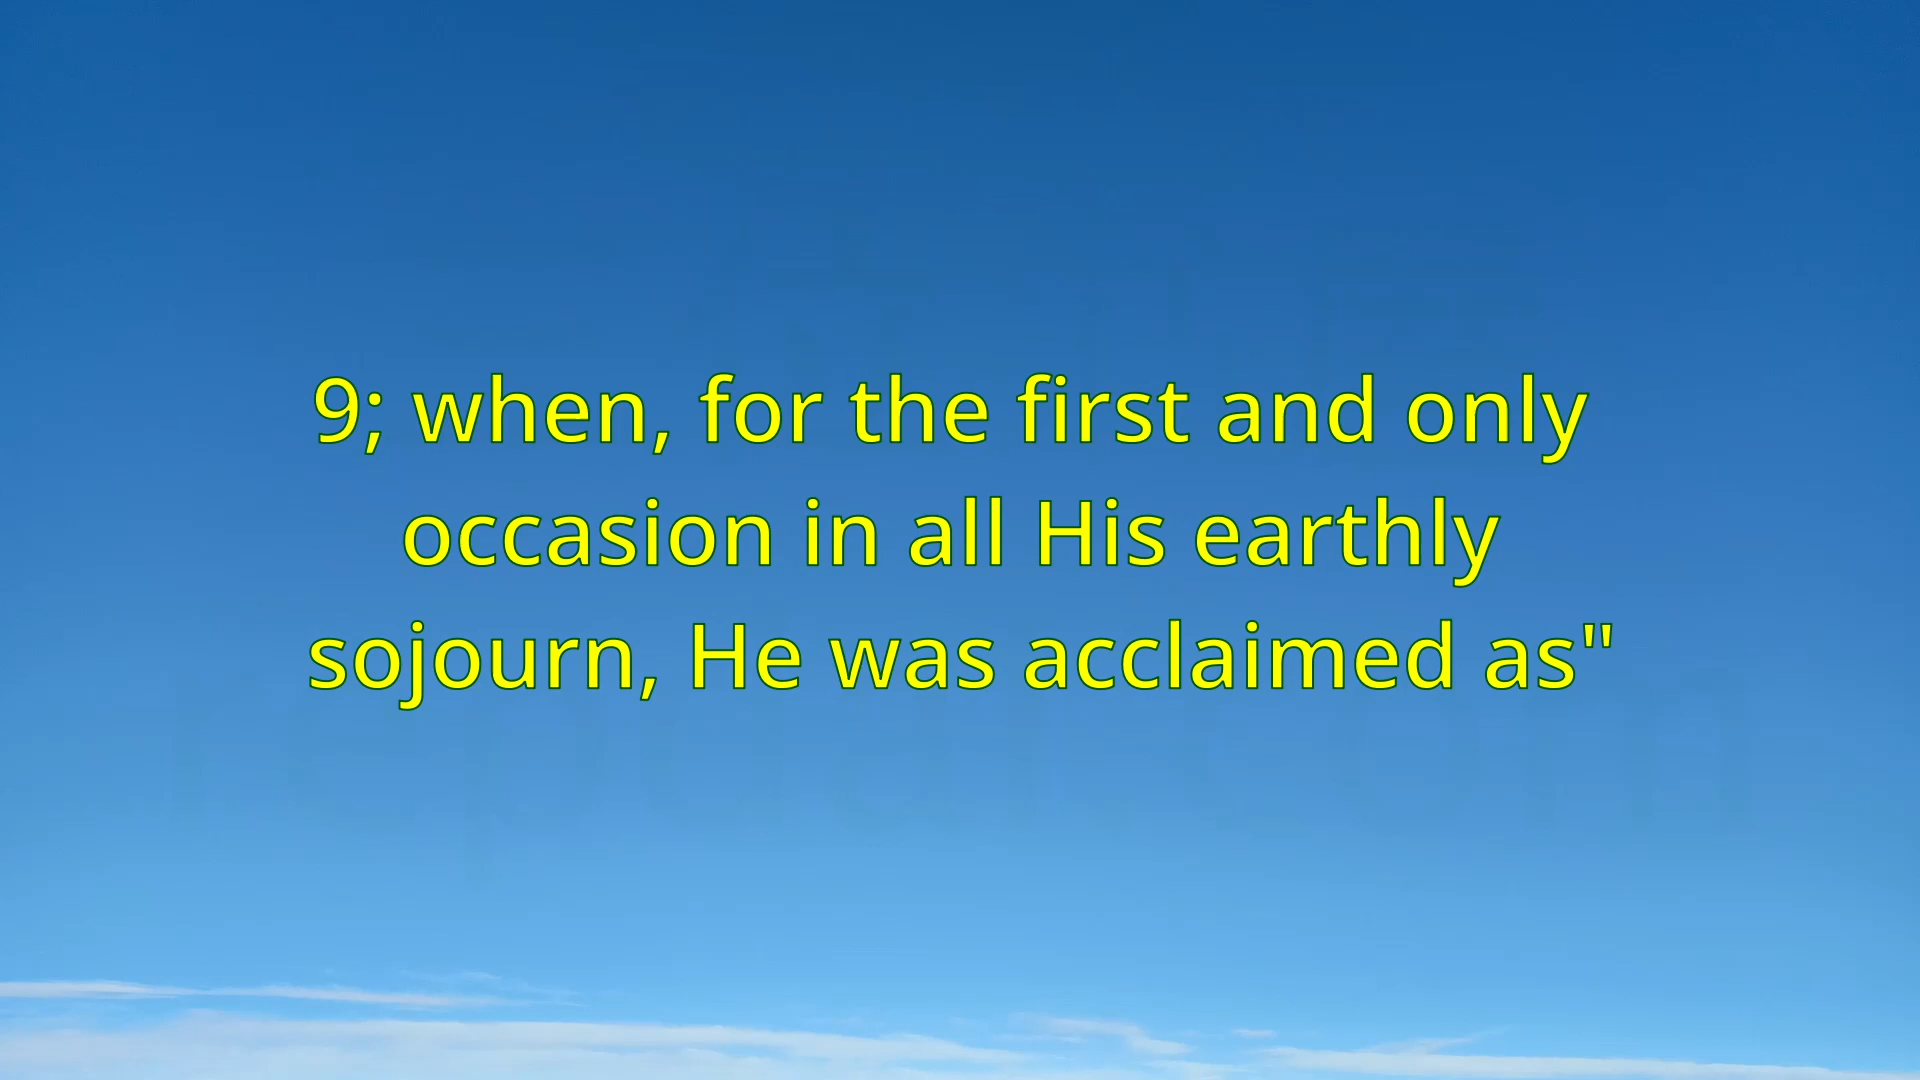 9; when, for the first and only
occasion in all His earthly
sojourn, He was acclaimed as"